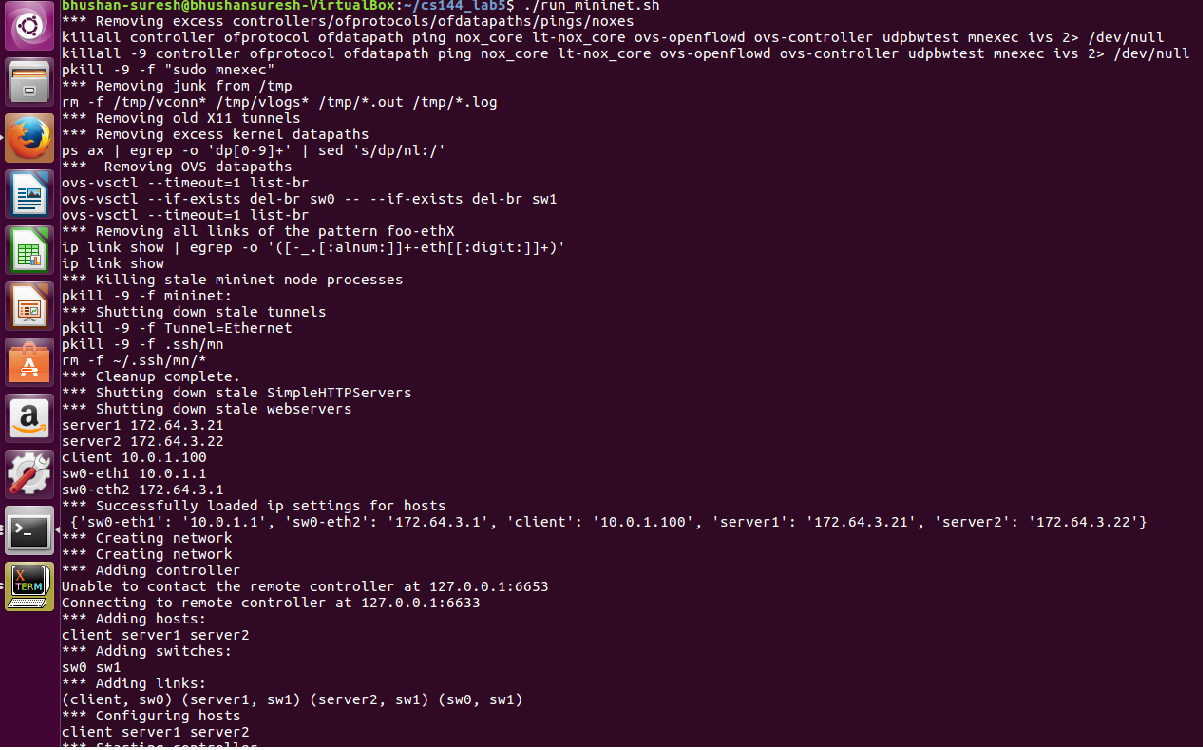 bhushan-suresh@bhushansuresh-VirtualBox:~/cs144_lab5$ ./run_mininet.sh
*** Removing excess controllers/ofprotocols/ofdatapaths/pings/noxes
killall controller ofprotocol ofdatapath ping nox_core lt-nox_core ovs-openflowd ovs-controller udpbwtest mnexec ivs 2> /dev/null
killall -9 controller ofprotocol ofdatapath ping nox_core lt-nox_core ovs-openflowd ovs-controller udpbwtest mnexec ivs 2> /dev/null
pkill -9 -f "sudo mnexec"
*** Removing junk from /tmp
rm -f /tmp/vconn* /tmp/vlogs* /tmp/*.out /tmp/*.log
*** Removing old X11 tunnels
*** Removing excess kernel datapaths
ps ax | egrep -o 'dp[0-9]+' | sed 's/dp/nl:/'
***  Removing OVS datapaths
ovs-vsctl --timeout=1 list-br
ovs-vsctl --if-exists del-br sw0 -- --if-exists del-br sw1
ovs-vsctl --timeout=1 list-br
*** Removing all links of the pattern foo-ethX
ip link show | egrep -o '([-_.[:alnum:]]+-eth[[:digit:]]+)'
ip link show
*** Killing stale mininet node processes
pkill -9 -f mininet:
*** Shutting down stale tunnels
pkill -9 -f Tunnel=Ethernet
pkill -9 -f .ssh/mn
rm -f ~/.ssh/mn/*
*** Cleanup complete.
*** Shutting down stale SimpleHTTPServers
*** Shutting down stale webservers
server1 172.64.3.21
server2 172.64.3.22
client 10.0.1.100
sw0-eth1 10.0.1.1
sw0-eth2 172.64.3.1
*** Successfully loaded ip settings for hosts
 {'sw0-eth1': '10.0.1.1', 'sw0-eth2': '172.64.3.1', 'client': '10.0.1.100', 'server1': '172.64.3.21', 'server2': '172.64.3.22'}
*** Creating network
*** Creating network
*** Adding controller
Unable to contact the remote controller at 127.0.0.1:6653
Connecting to remote controller at 127.0.0.1:6633
*** Adding hosts:
client server1 server2
*** Adding switches:
sw0 sw1
*** Adding links:
(client, sw0) (server1, sw1) (server2, sw1) (sw0, sw1)
*** Configuring hosts
client server1 server2
*** Starting controller
X
TERM